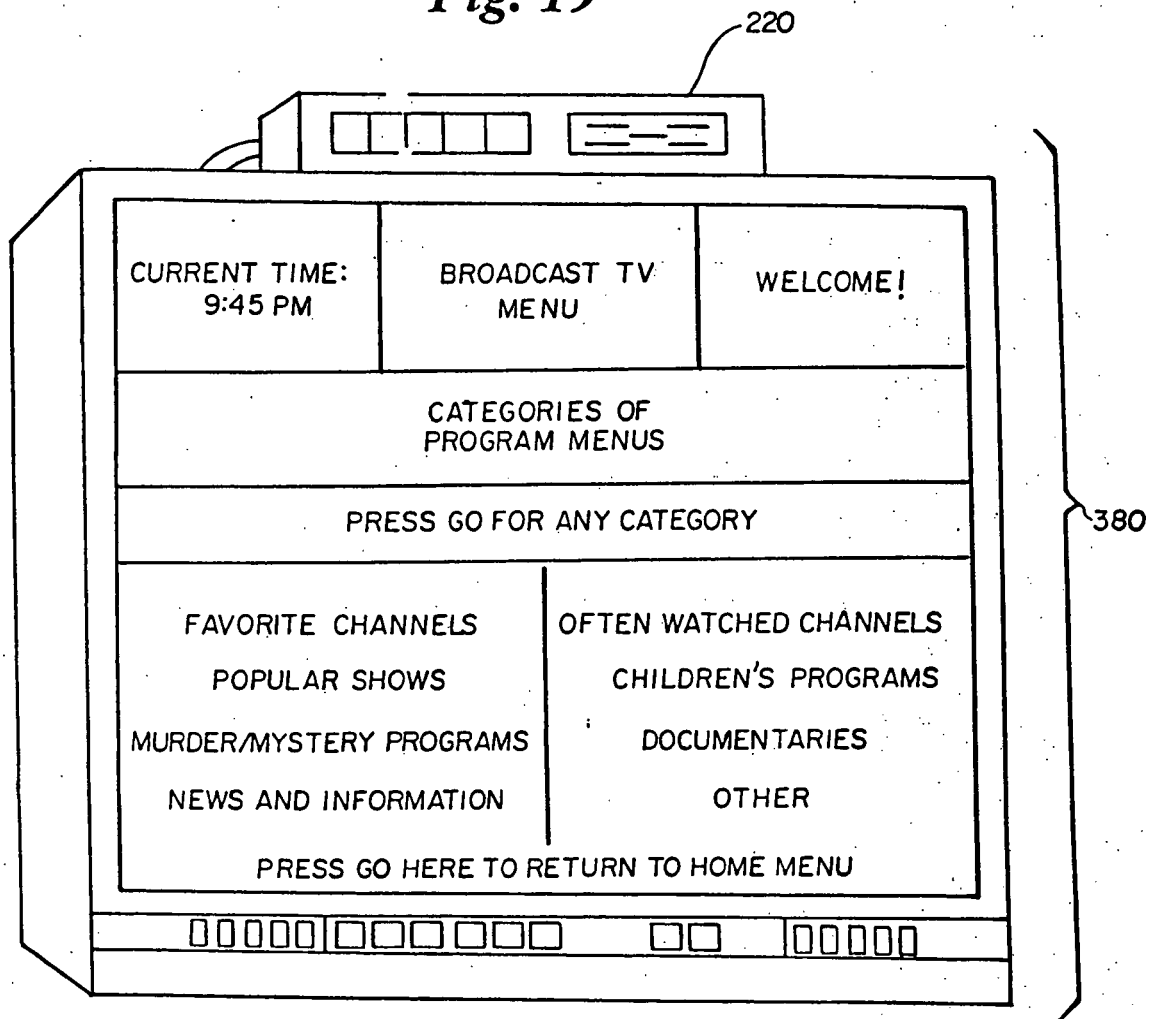 Fig. 19
220
CURRENT TIME:
9:45 PM
BROADCAST TV
MENU
WELCOME!
CATEGORIES OF
PROGRAM MENUS
PRESS GO FOR ANY CATEGORY
380
FAVORITE CHANNELS
OFTEN WATCHED CHANNELS
POPULAR SHOWS
CHILDREN'S PROGRAMS
MURDER/MYSTERY PROGRAMS
DOCUMENTARIES
NEWS AND INFORMATION
OTHER
PRESS GO HERE TO RETURN TO HOME MENU